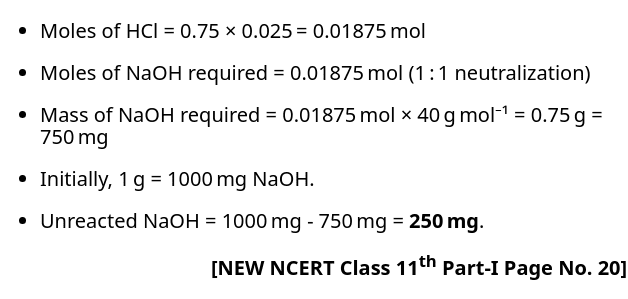 • Moles of HCl = 0.75 × 0.025 = 0.01875 mol
• Moles of NaOH required = 0.01875 mol (1 : 1 neutralization)
• Mass of NaOH required = 0.01875 mol × 40 g mol⁻¹ = 0.75 g =
750 mg
• Initially, 1 g = 1000 mg NaOH.
• Unreacted NaOH = 1000 mg - 750 mg = 250 mg.
[NEW NCERT Class 11th Part-I Page No. 20]